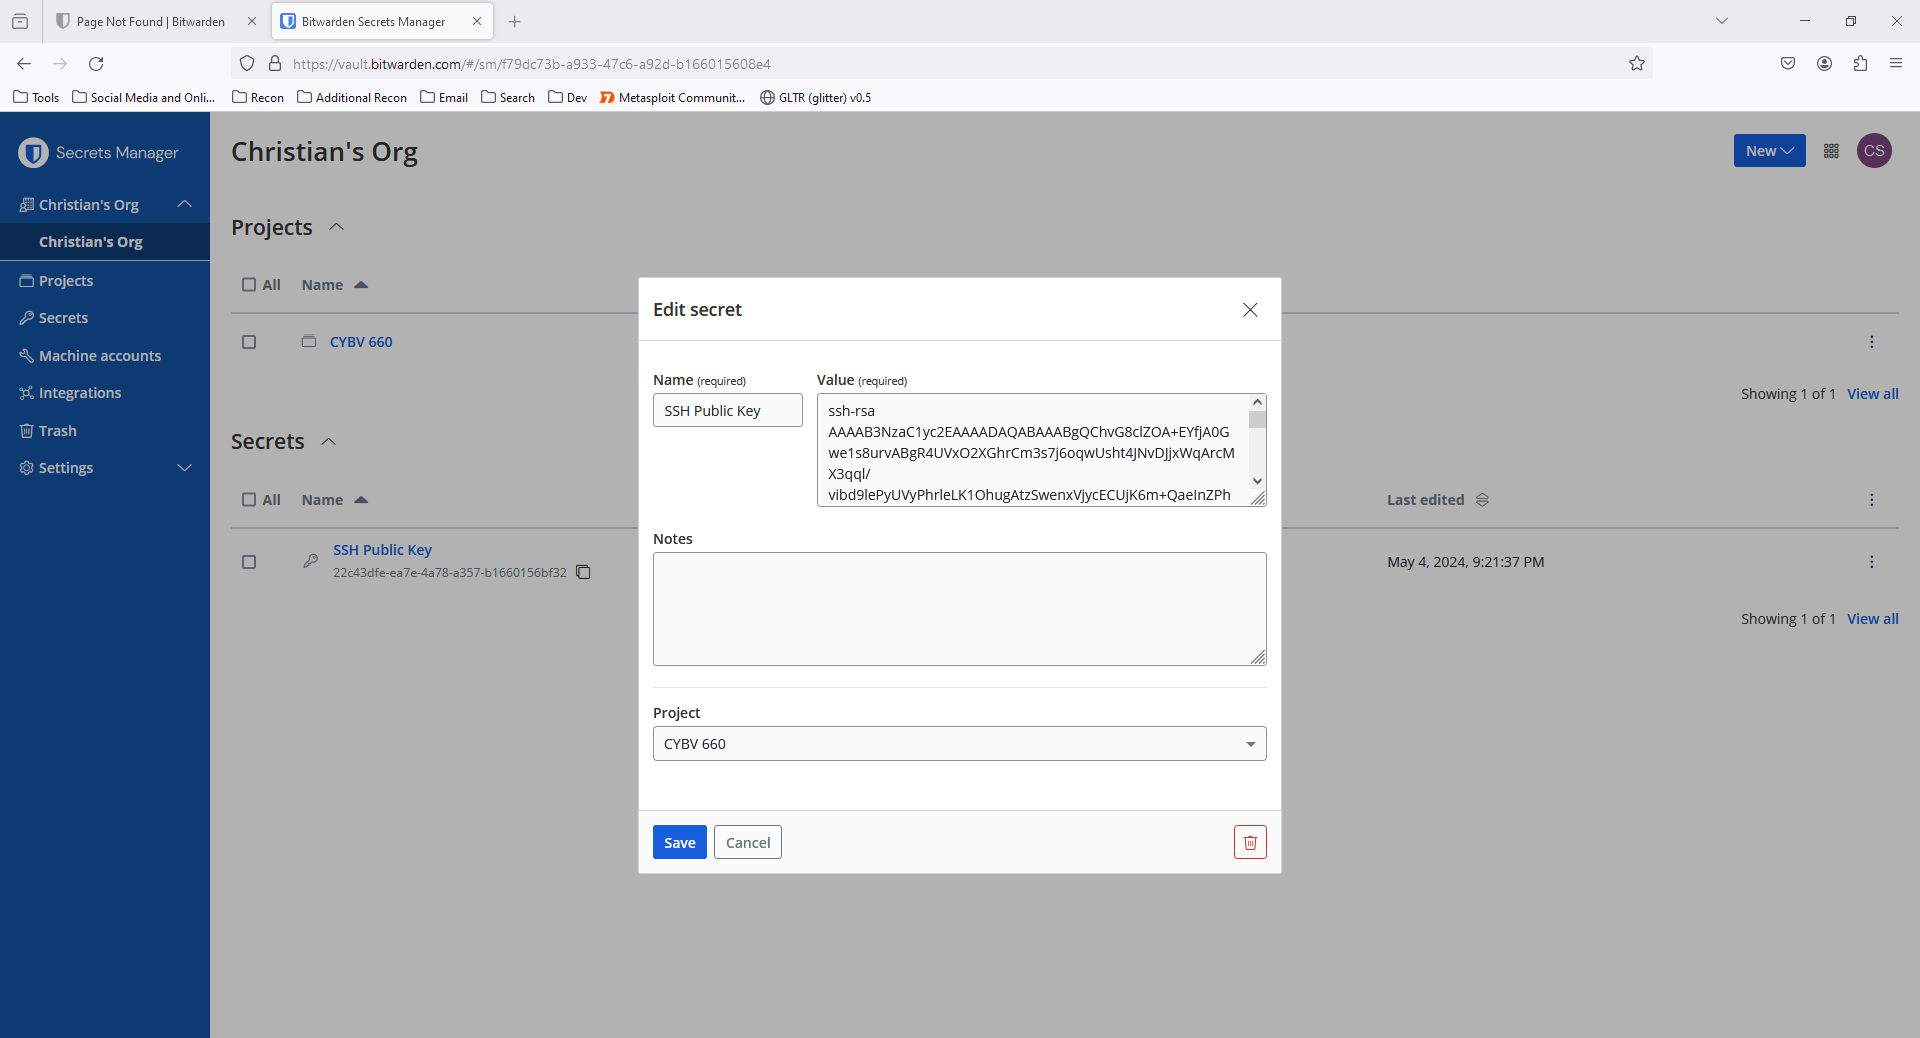 Page Not Found | Bitwarden
Bitwarden Secrets Manager
https://vault.bitwarden.com/#/sm/f79dc73b-a933-47c6-a92d-b166015608e4
Tools
Social Media and Onli...
Recon
Additional Recon
Email
Search
Dev
Metasploit Communit...
GLTR (glitter) v0.5
Secrets Manager
Christian's Org
Christian's Org
Projects
Secrets
Machine accounts
Integrations
Trash
Settings
Christian's Org
New
CS
Projects
All Name
CYBV 660
Showing 1 of 1 View all
Secrets
All Name
Last edited
SSH Public Key
22c43dfe-ea7e-4a78-a357-b1660156bf32
May 4, 2024, 9:21:37 PM
Showing 1 of 1 View all
Edit secret
Name (required)
SSH Public Key
Value (required)
ssh-rsa
AAAAB3NzaC1yc2EAAAADAQABAAABgQChvG8clZOA+EYfjA0G
we1s8urvABgR4UVxO2XGhrCm3s7j6oqwUsht4JNvDJjxWqArcM
X3qql/
vibd9lePyUVyPhrleLK1OhugAtzSwenxVjycECUjK6m+QaeInZPh
Notes
Project
CYBV 660
Save
Cancel